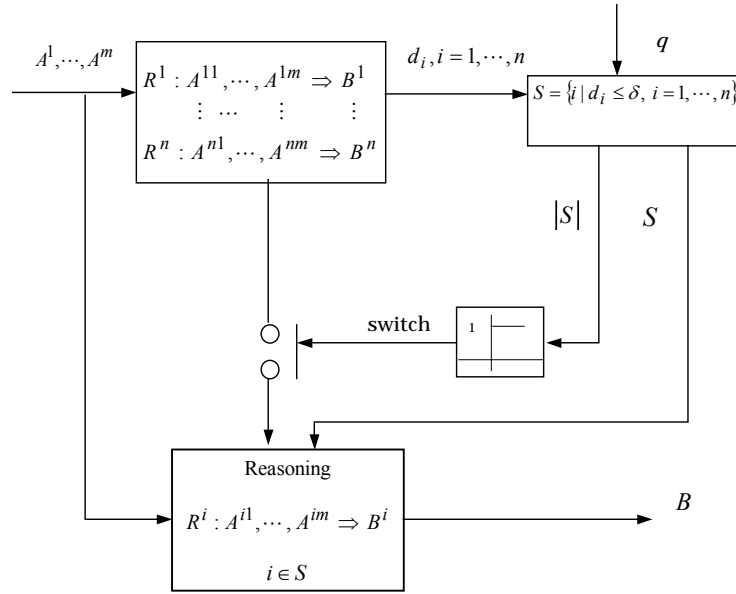 A^1,⋯,A^m
R^1 : A^{11},⋯,A^{1m} ⇒ B^1
⋮ ⋯ ⋮ ⋮
R^n : A^{n1},⋯,A^{nm} ⇒ B^n
d_i, i = 1,⋯,n
q
S = {i | d_i ≤ δ, i = 1,⋯,n}
|S|
S
switch
1
Reasoning
R^i : A^{i1},⋯,A^{im} ⇒ B^i
i ∈ S
B